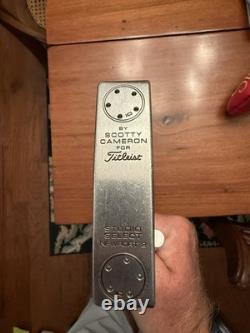 BY
SCOTTY
CAMERON
FOR
Titleist
STUDIO
SELECT
NEWPORT 2